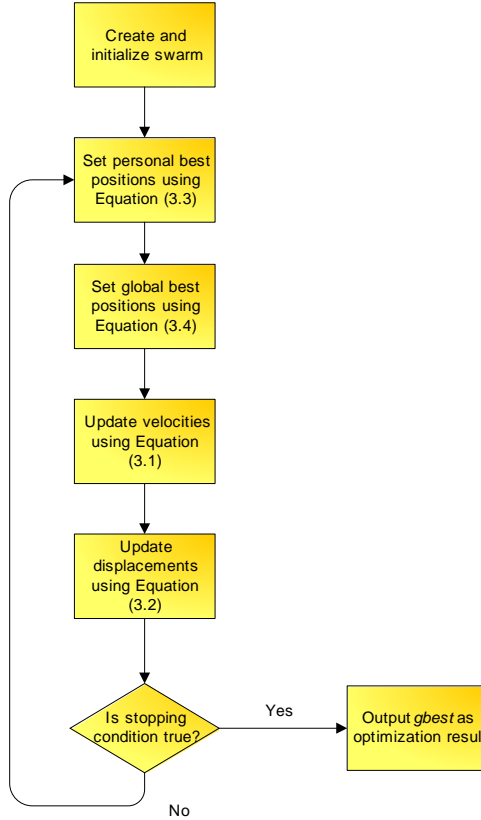 Create and
initialize swarm
Set personal best
positions using
Equation (3.3)
Set global best
positions using
Equation (3.4)
Update velocities
using Equation
(3.1)
Update
displacements
using Equation
(3.2)
Is stopping
condition true?
Yes
Output gbest as
optimization resul
No